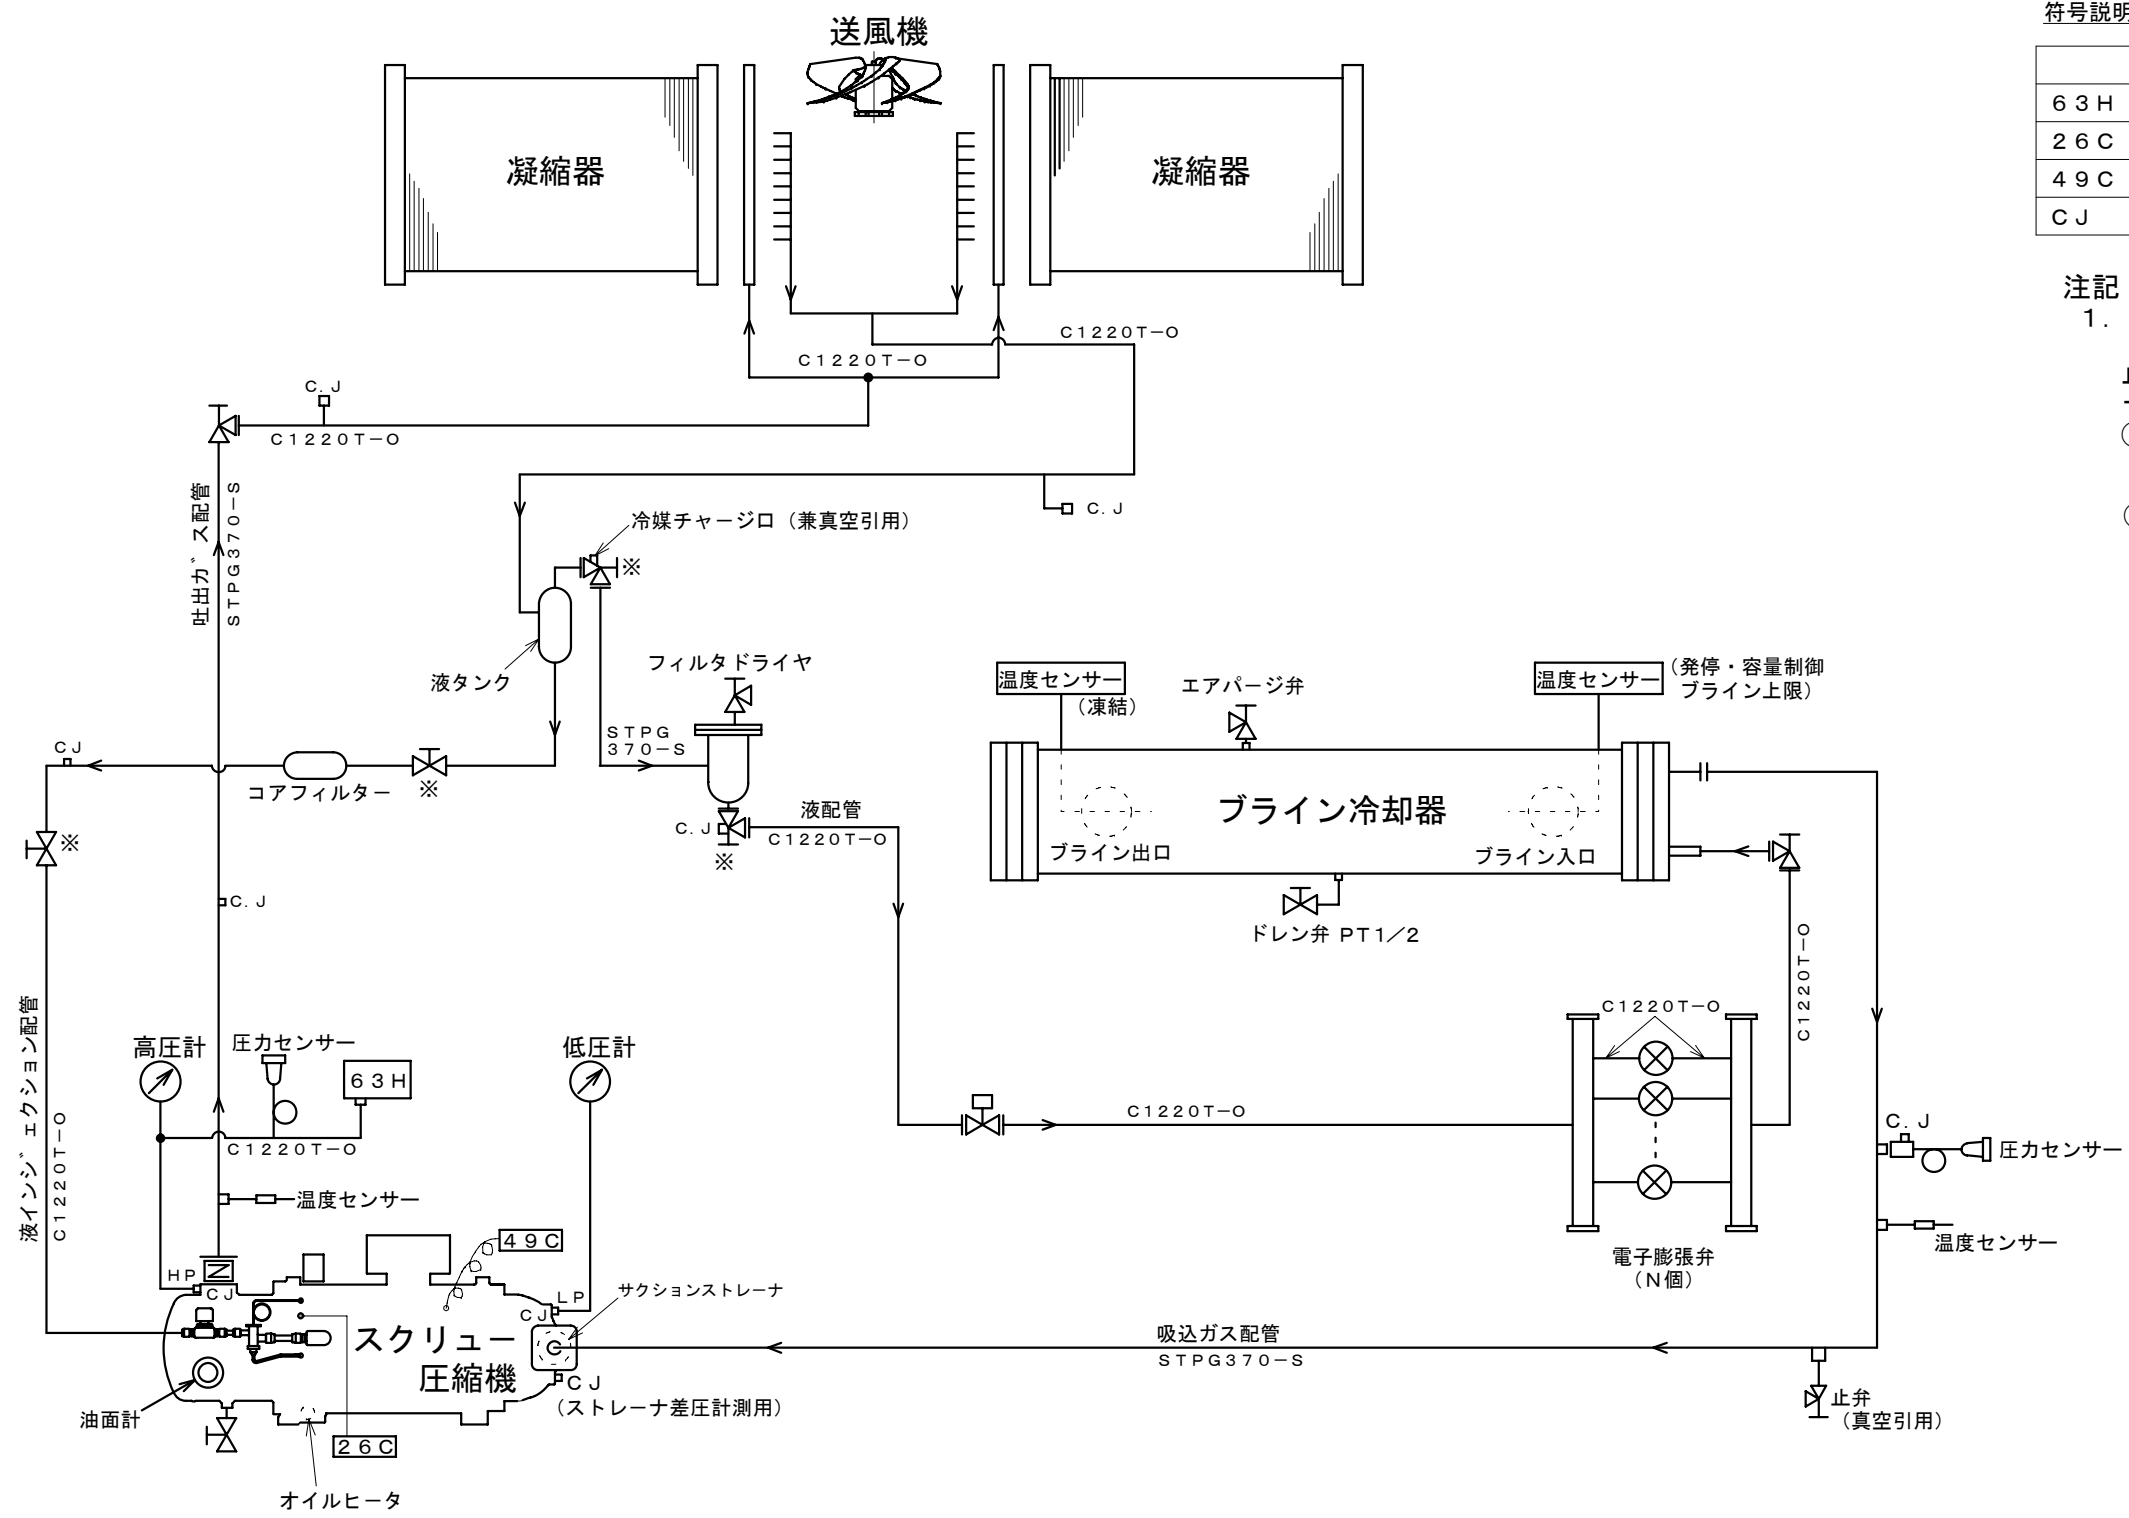 送風機
符号説明
63H
26C
49C
CJ
凝縮器
凝縮器
注記
1.
C1220T-O
C1220T-O
C.J
C1220T-O
吐出ガス配管
STPG370-S
C.J
冷媒チャージ口（兼真空引用）
※
液タンク
フィルタドライヤ
STPG
370-S
温度センサー
（凍結）
エアパージ弁
温度センサー
（発停・容量制御
ブライン上限）
CJ
コアフィルター
※
※
C.J
※
液配管
C1220T-O
ブライン冷却器
ブライン出口
ブライン入口
C.J
ドレン弁 PT1/2
C1220T-O
液インジェクション配管
C1220T-O
高圧計
圧力センサー
63H
低圧計
C1220T-O
C1220T-O
C1220T-O
C.J
圧力センサー
温度センサー
温度センサー
電子膨張弁
（N個）
49C
HP
CJ
LP
CJ
サクションストレーナ
スクリュー
圧縮機
吸込ガス配管
STPG370-S
CJ
（ストレーナ差圧計測用）
止弁
（真空引用）
油面計
26C
オイルヒータ